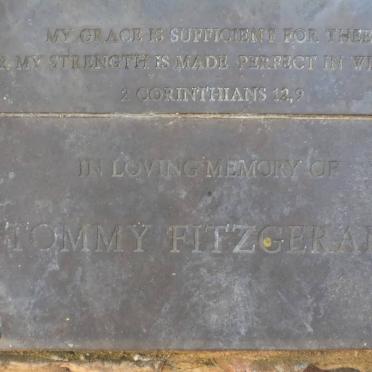 MY GRACE IS SUFFICIENT FOR THEE
MY STRENGTH IS MADE PERFECT IN
2 CORINTHIANS 12,9
IN LOVING MEMORY OF
TOMMY FITZGERA